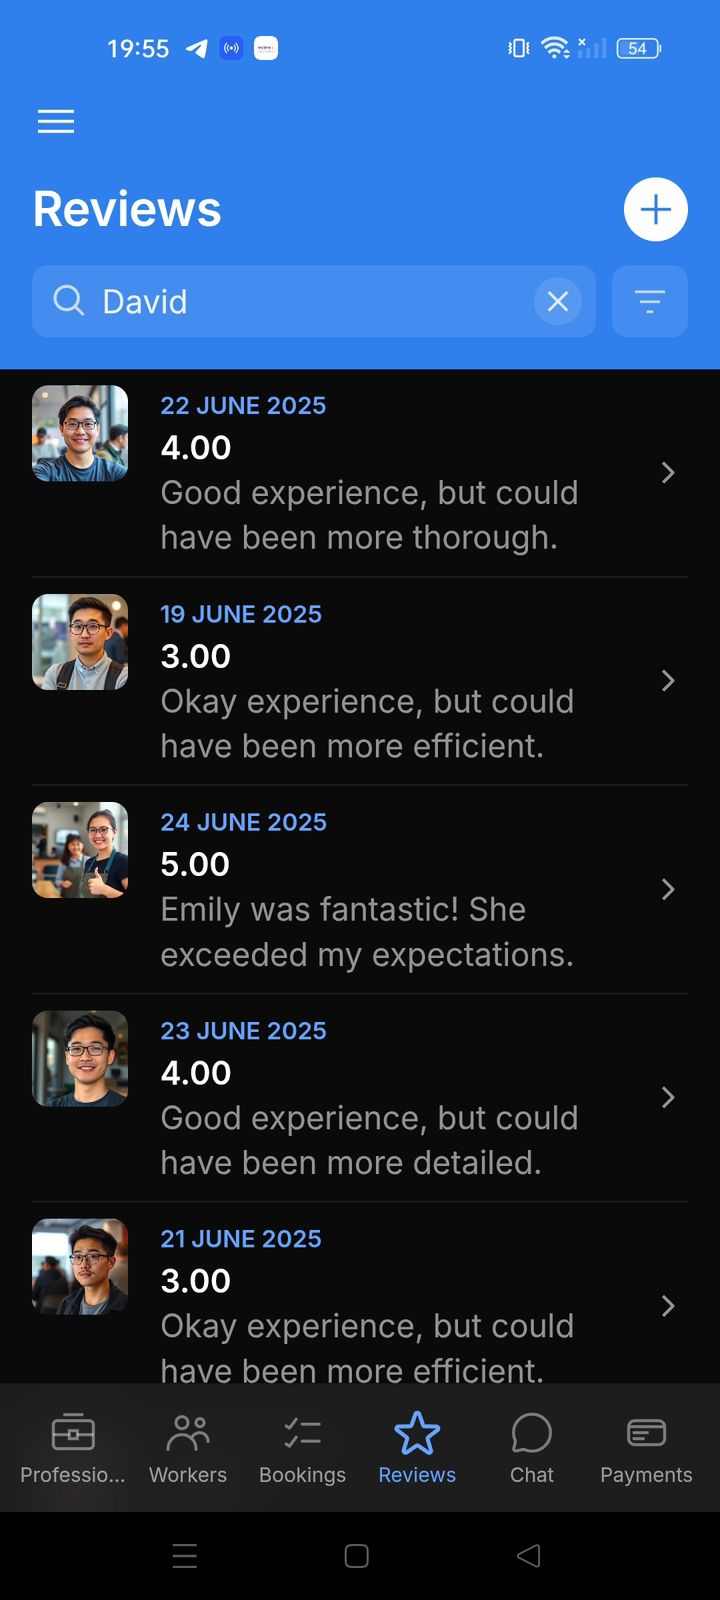 19:55
54
Reviews
David
22 JUNE 2025
4.00
Good experience, but could
have been more thorough.
19 JUNE 2025
3.00
Okay experience, but could
have been more efficient.
24 JUNE 2025
5.00
Emily was fantastic! She
exceeded my expectations.
23 JUNE 2025
4.00
Good experience, but could
have been more detailed.
21 JUNE 2025
3.00
Okay experience, but could
have been more efficient.
Professio...
Workers
Bookings
Reviews
Chat
Payments